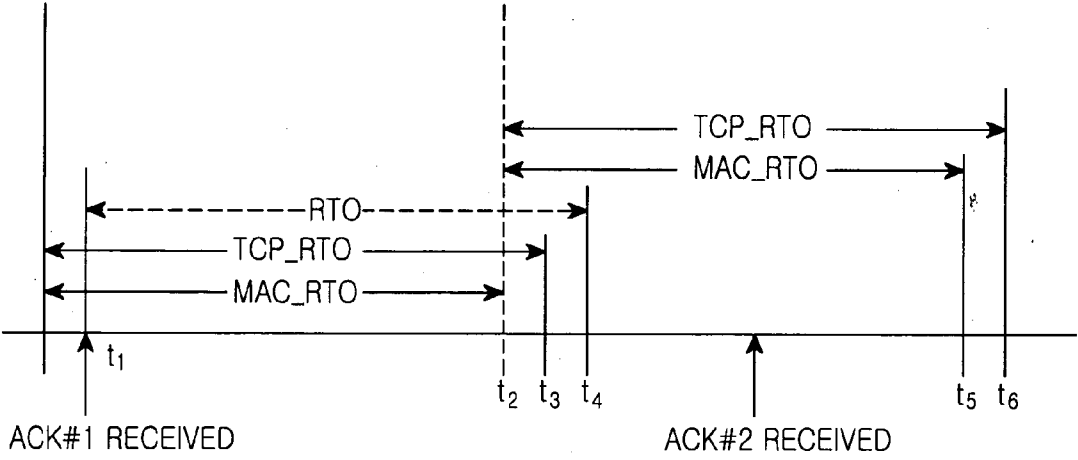 TCP_RTO
MAC_RTO
RTO
TCP_RTO
MAC_RTO
t1
t2
t3
t4
t5
t6
ACK#1 RECEIVED
ACK#2 RECEIVED